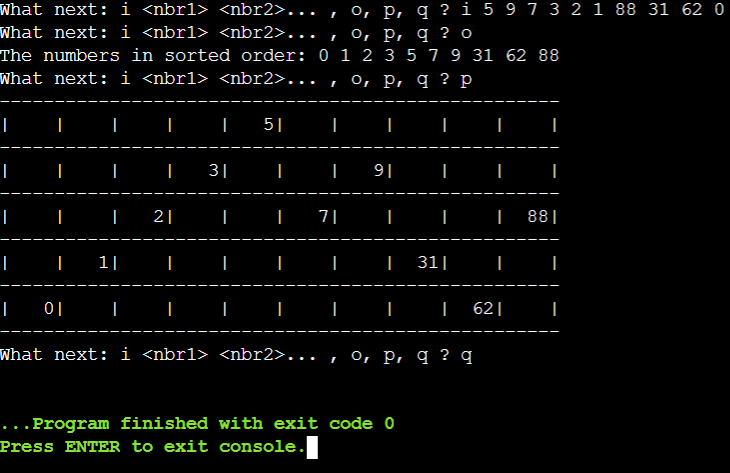 What next: i <nbr1> <nbr2>... , o, p, q ? i 5 9 7 3 2 1 88 31 62 0
What next: i <nbr1> <nbr2>... , o, p, q ? o
The numbers in sorted order: 0 1 2 3 5 7 9 31 62 88
What next: i <nbr1> <nbr2>... , o, p, q ? p
---------------------------------------------------
|    |    |    |    |   5|    |    |    |    |    |
---------------------------------------------------
|    |    |    |   3|    |    |   9|    |    |    |
---------------------------------------------------
|    |    |   2|    |    |   7|    |    |    |  88|
---------------------------------------------------
|    |   1|    |    |    |    |    |  31|    |    |
---------------------------------------------------
|   0|    |    |    |    |    |    |    |  62|    |
---------------------------------------------------
What next: i <nbr1> <nbr2>... , o, p, q ? q
...Program finished with exit code 0
Press ENTER to exit console.